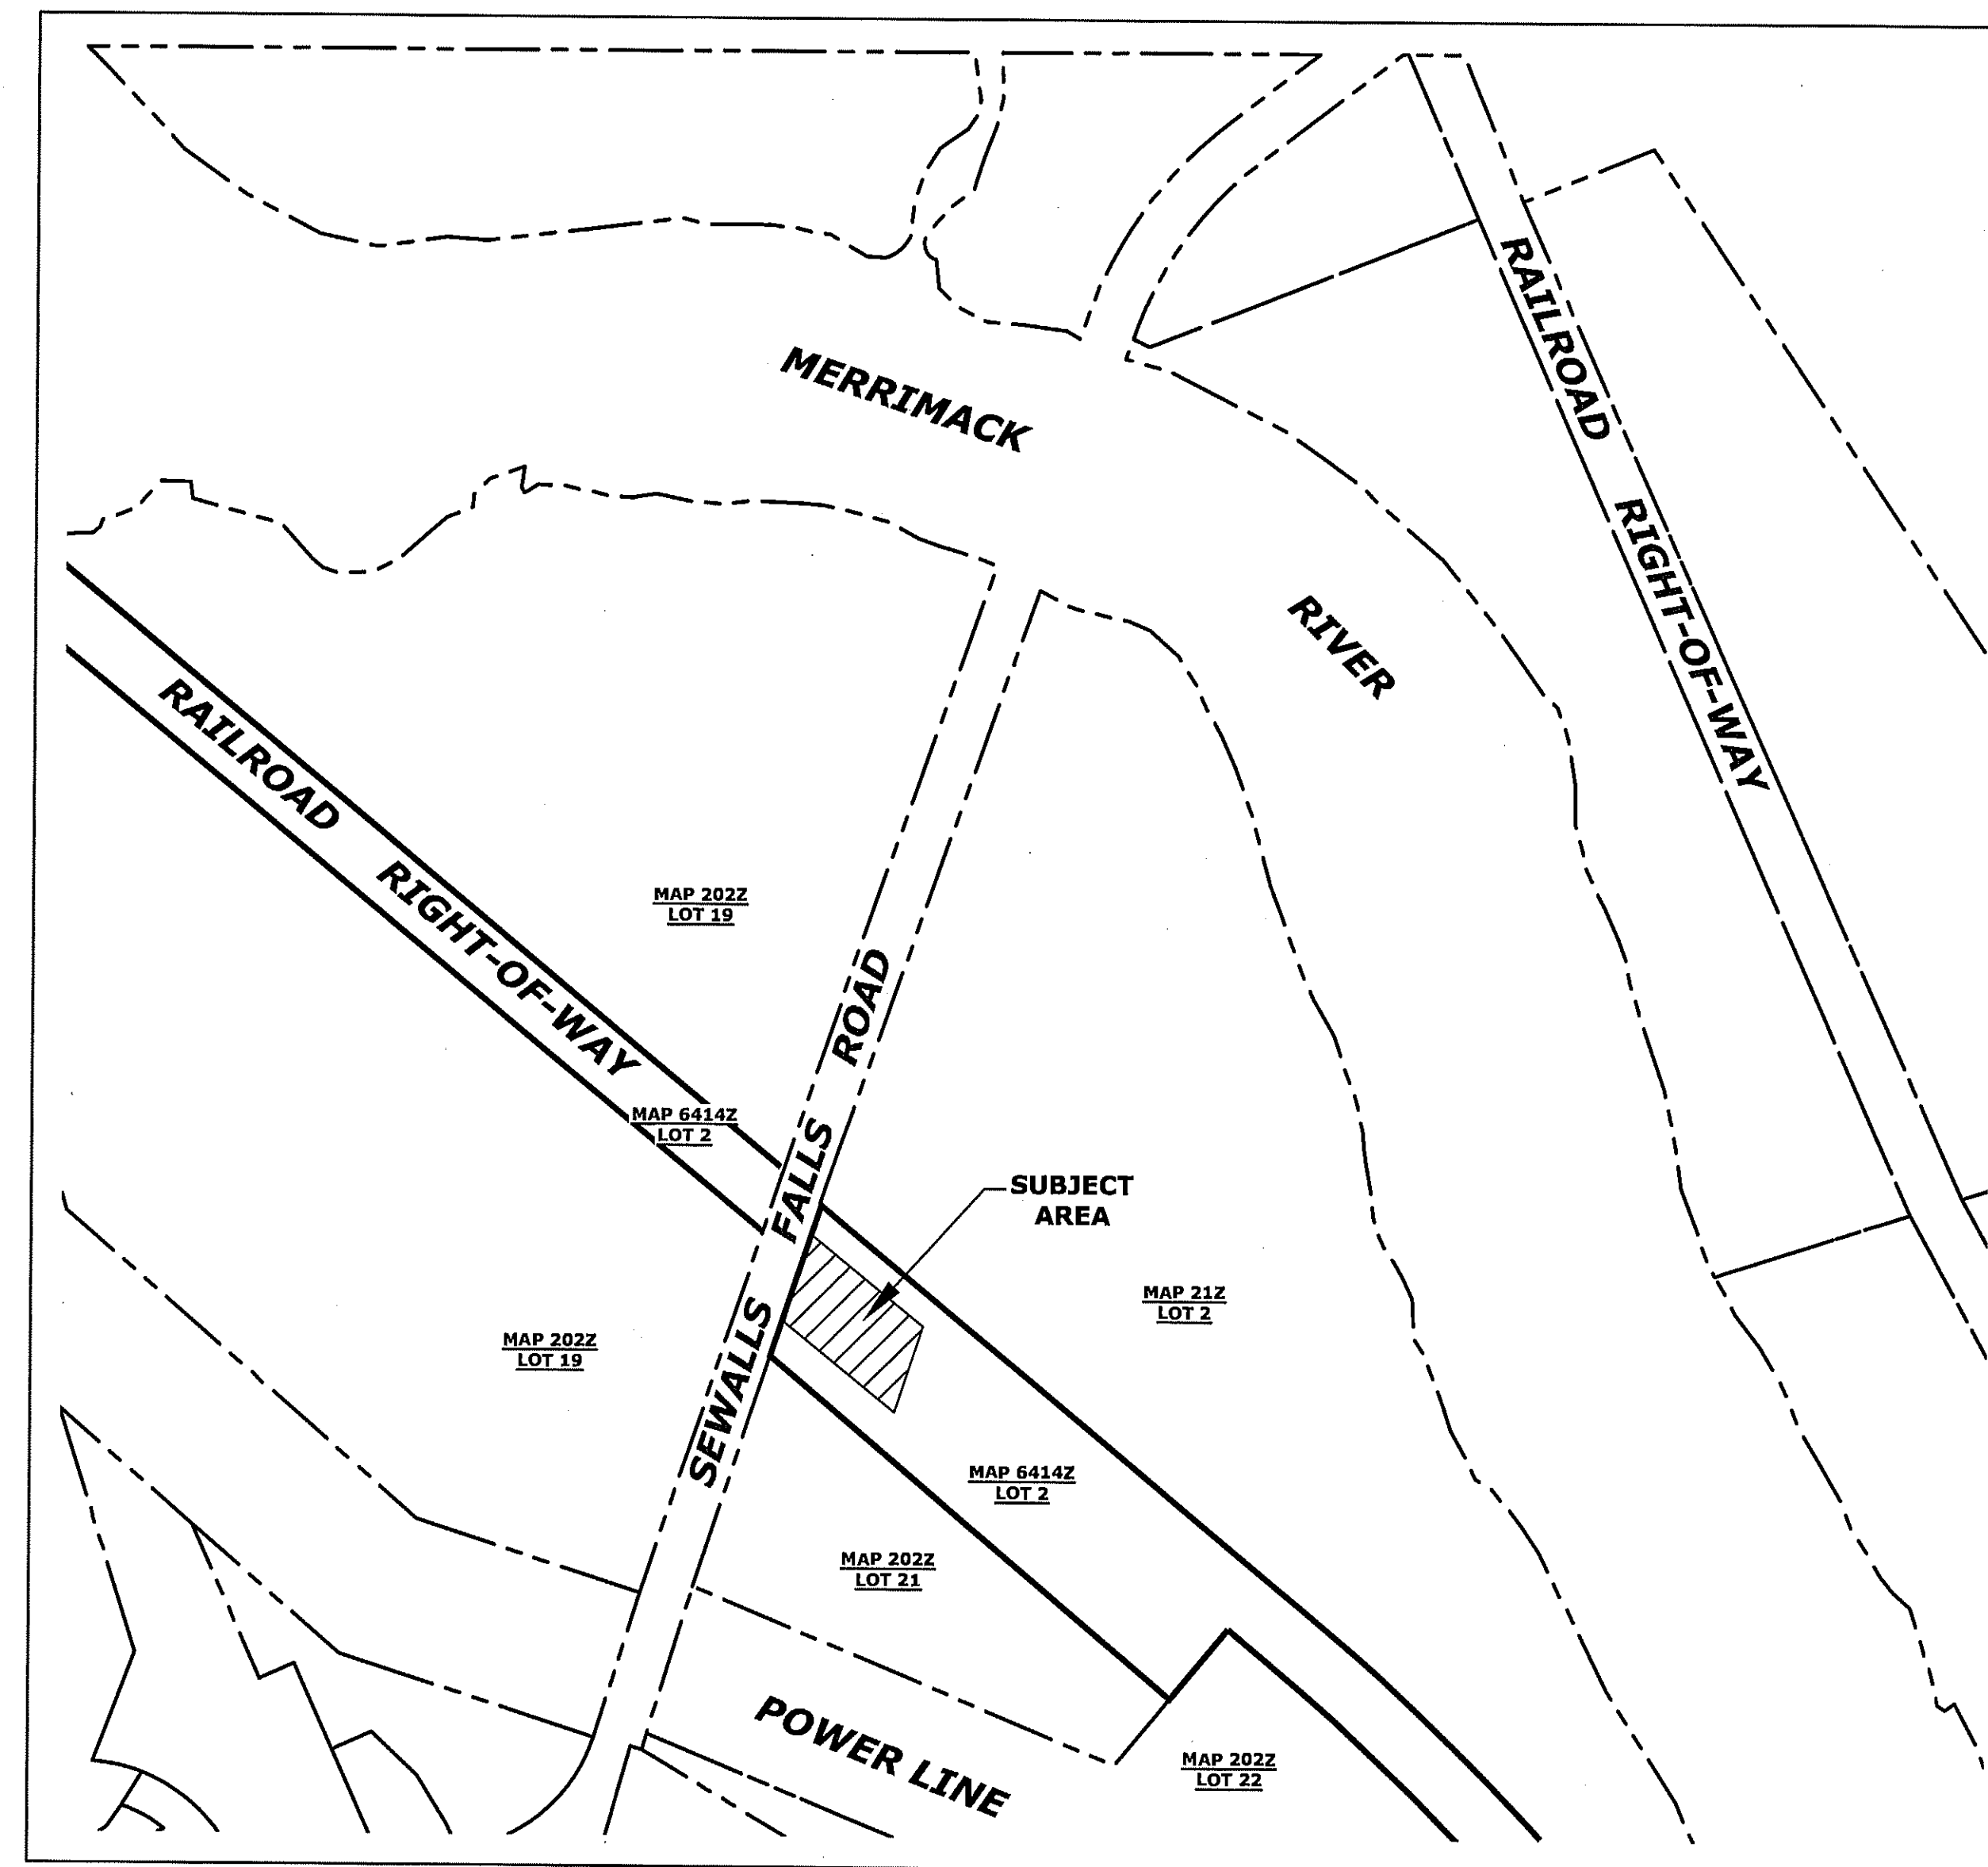 MERRIMACK
RIVER
RAILROAD RIGHT-OF-WAY
RAILROAD RIGHT-OF-WAY
MAP 202Z
LOT 19
SEWALLS FALLS ROAD
MAP 6414Z
LOT 2
SUBJECT
AREA
MAP 21Z
LOT 2
MAP 202Z
LOT 19
MAP 6414Z
LOT 2
MAP 202Z
LOT 21
POWER LINE
MAP 202Z
LOT 22